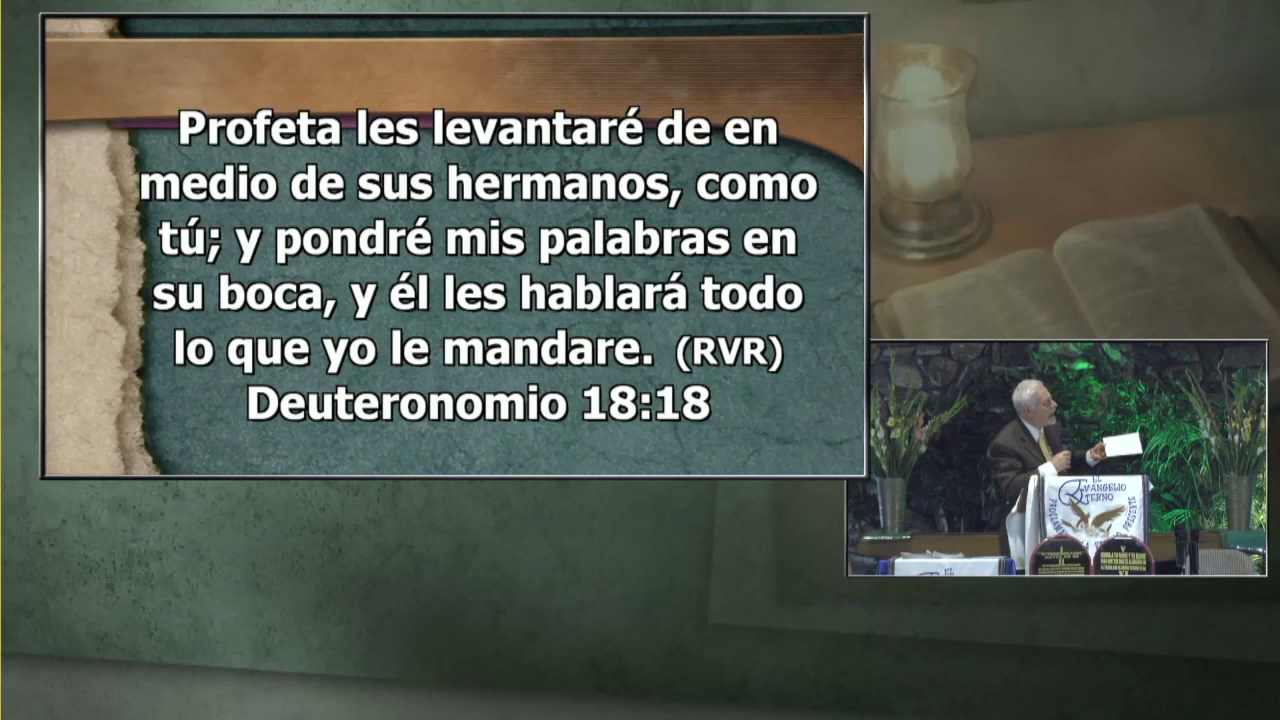 Profeta les levantaré de en
medio de sus hermanos, como
tú; y pondré mis palabras en
su boca, y él les hablará todo
lo que yo le mandare. (RVR)
Deuteronomio 18:18
EL
EVANGELIO
ETERNO
EL